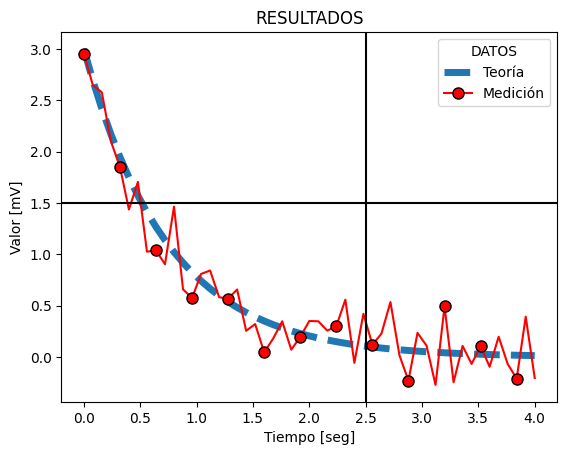 RESULTADOS
DATOS
Teoría
Medición
Valor [mV]
3.0
2.5
2.0
1.5
1.0
0.5
0.0
0.0 0.5 1.0 1.5 2.0 2.5 3.0 3.5 4.0
Tiempo [seg]